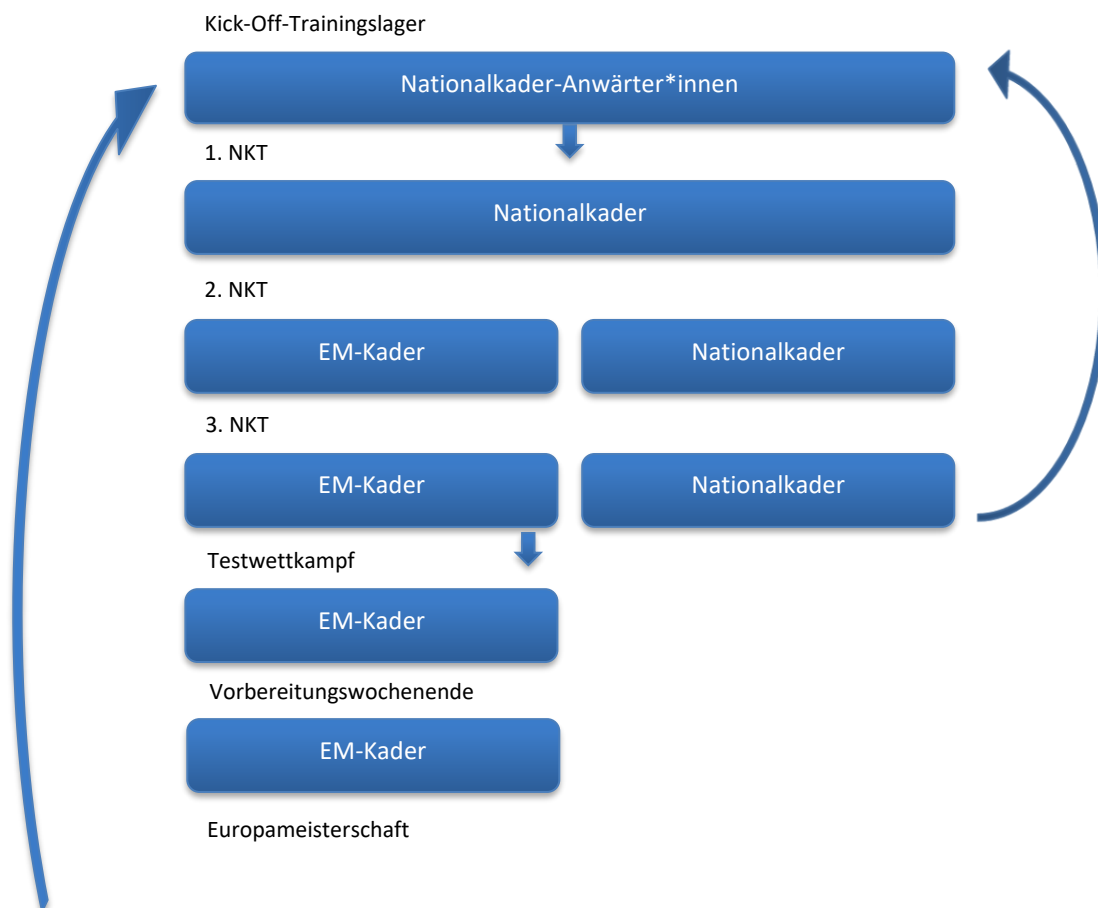 Kick-Off-Trainingslager
Nationalkader-Anwärter*innen
1. NKT
Nationalkader
2. NKT
EM-Kader
Nationalkader
3. NKT
EM-Kader
Nationalkader
Testwettkampf
EM-Kader
Vorbereitungswochenende
EM-Kader
Europameisterschaft